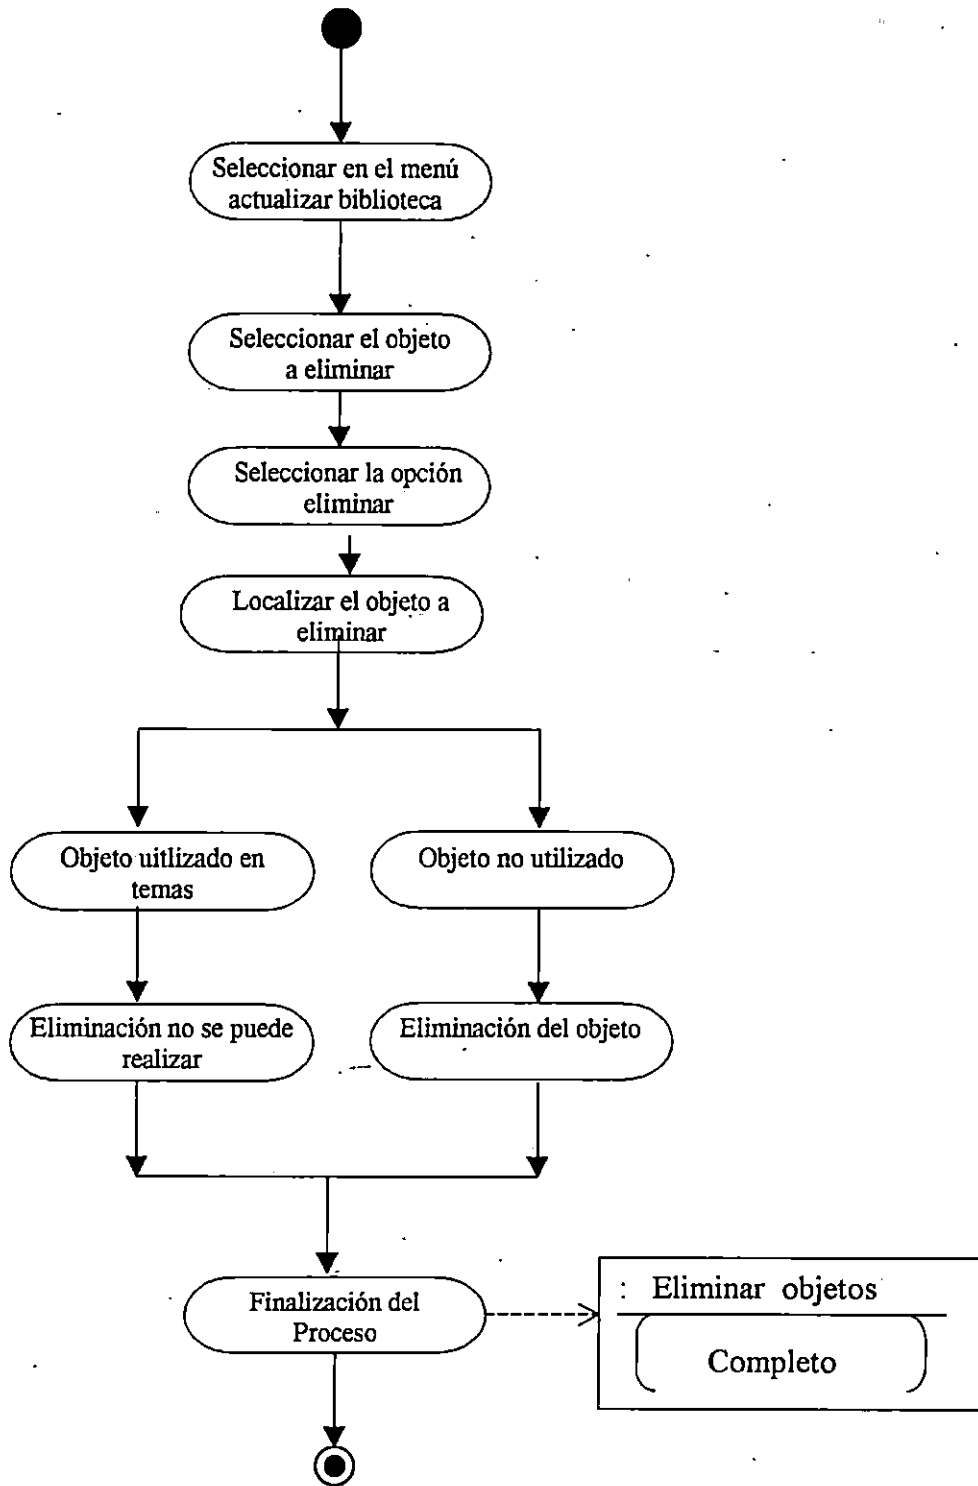 Seleccionar en el menú
actualizar biblioteca
Seleccionar el objeto
a eliminar
Seleccionar la opción
eliminar
Localizar el objeto a
eliminar
Objeto uitlizado en
temas
Objeto no utilizado
Eliminación no se puede
realizar
Eliminación del objeto
Finalización del
Proceso
: Eliminar objetos
Completo